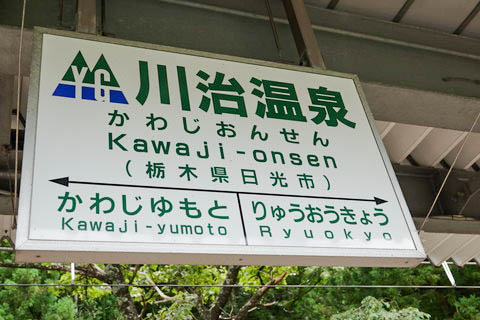 YG 川治温泉
かわじおんせん
Kawaji-onsen
(栃木県日光市)
かわじゆもと りゅうおうきょう
Kawaji-yumoto Ryuokyo